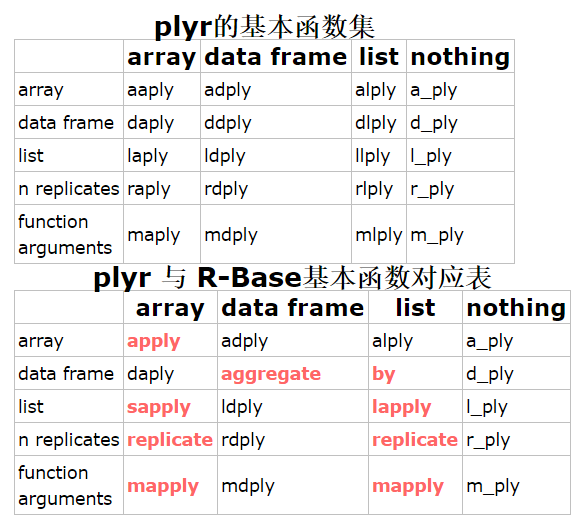 plyr的基本函数集
array data frame list nothing
array aaply adply alply a_ply
data frame daply ddply dlply d_ply
list laply ldply llply l_ply
n replicates raply rdply rlply r_ply
function
arguments maply mdply mlply m_ply
plyr 与 R-Base基本函数对应表
array data frame list nothing
array apply adply alply a_ply
data frame daply aggregate by d_ply
list sapply ldply lapply l_ply
n replicates replicate rdply replicate r_ply
function
arguments mapply mdply mapply m_ply